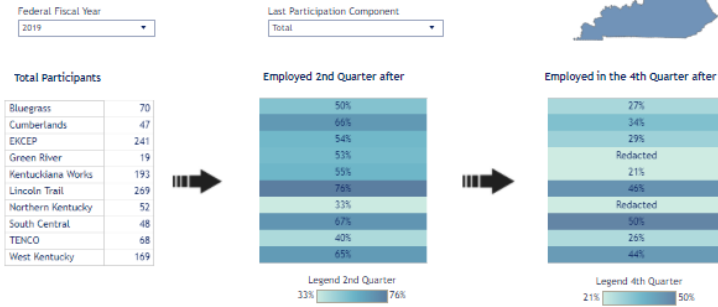 Federal Fiscal Year
2019
Last Participation Component
Total
Total Participants
Employed 2nd Quarter after
Employed in the 4th Quarter after
Bluegrass 70 50% 27%
Cumberlands 47 66% 34%
EKCEP 241 54% 29%
Green River 19 53% Redacted
Kentuckiana Works 193 55% 21%
Lincoln Trail 269 76% 46%
Northern Kentucky 52 33% Redacted
South Central 48 67% 50%
TENCO 68 40% 26%
West Kentucky 169 65% 44%
Legend 2nd Quarter
33% 76%
Legend 4th Quarter
21% 50%